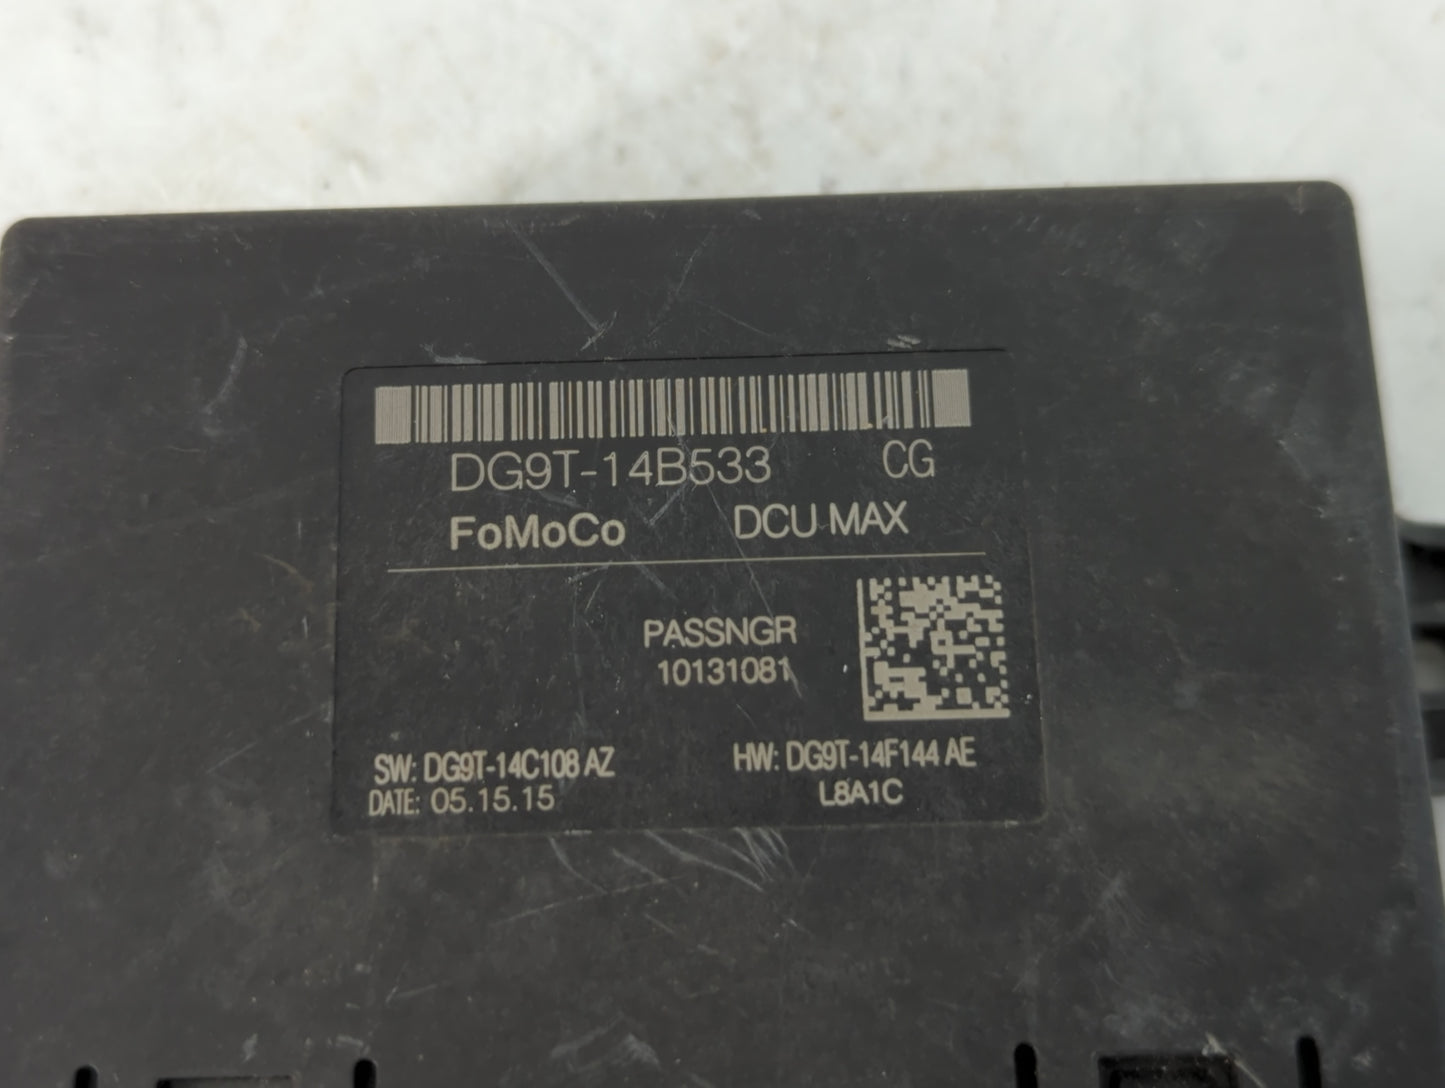 DG9T-14B533 CG
FoMoCo DCU MAX
PASSNGR
10131081
SW: DG9T-14C108 AZ HW: DG9T-14F144 AE
DATE: 05.15.15 L8A1C